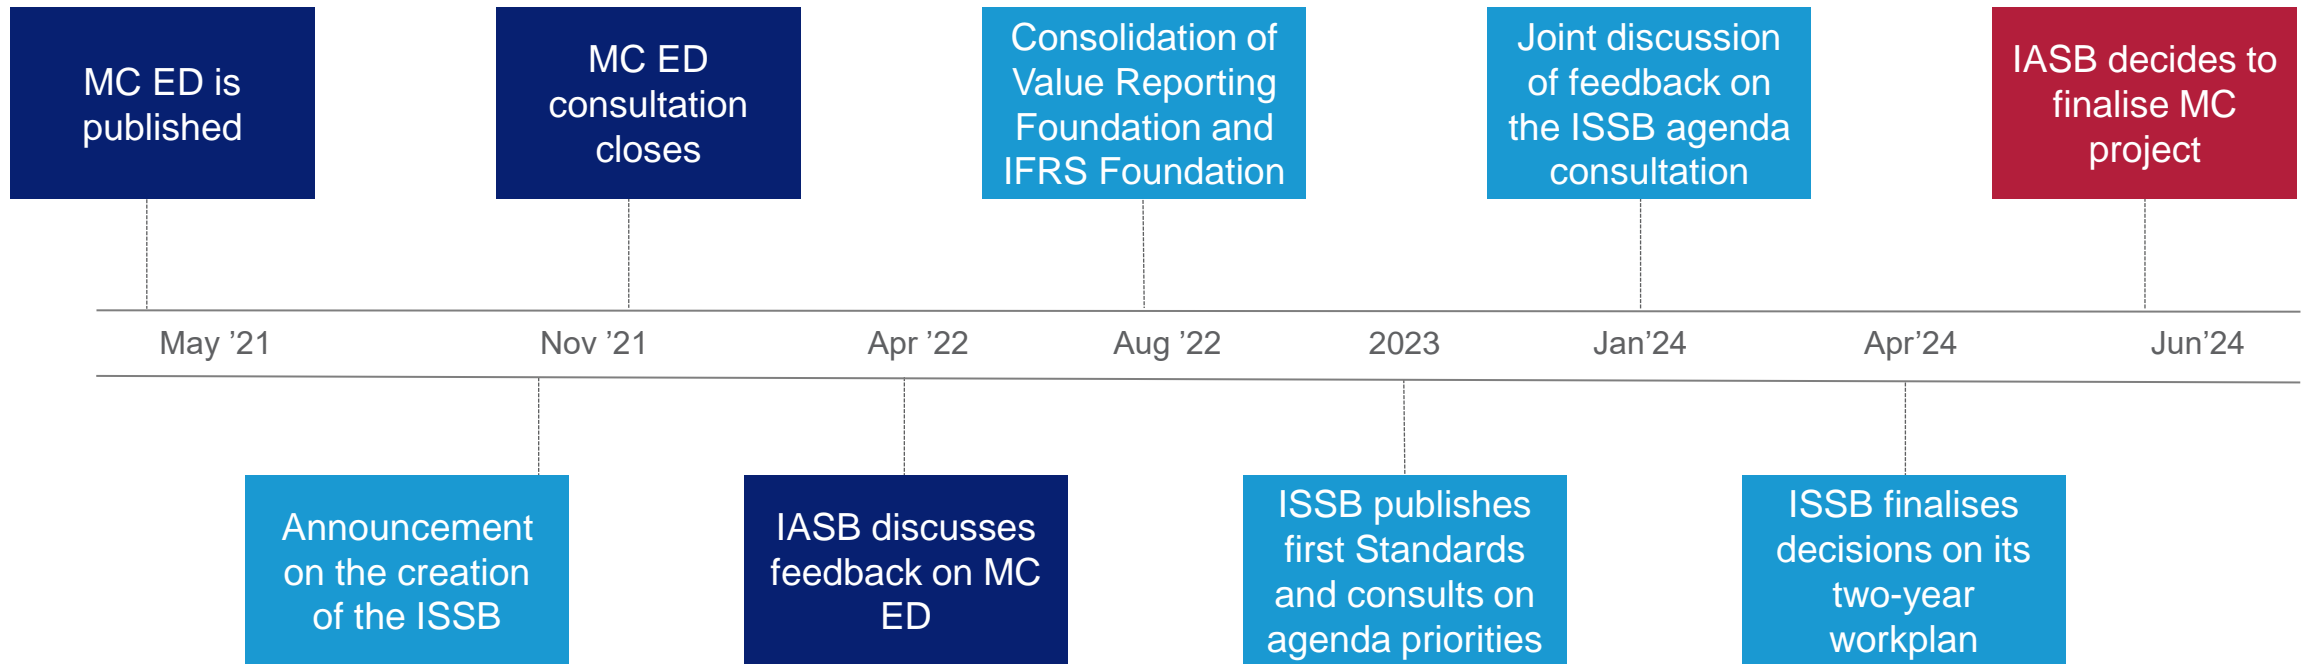 MC ED is
published
MC ED
consultation
closes
Consolidation of
Value Reporting
Foundation and
IFRS Foundation
Joint discussion
of feedback on
the ISSB agenda
consultation
IASB decides to
finalise MC
project
May ’21
Nov ’21
Apr ’22
Aug ’22
2023
Jan’24
Apr’24
Jun’24
Announcement
on the creation
of the ISSB
IASB discusses
feedback on MC
ED
ISSB publishes
first Standards
and consults on
agenda priorities
ISSB finalises
decisions on its
two-year
workplan